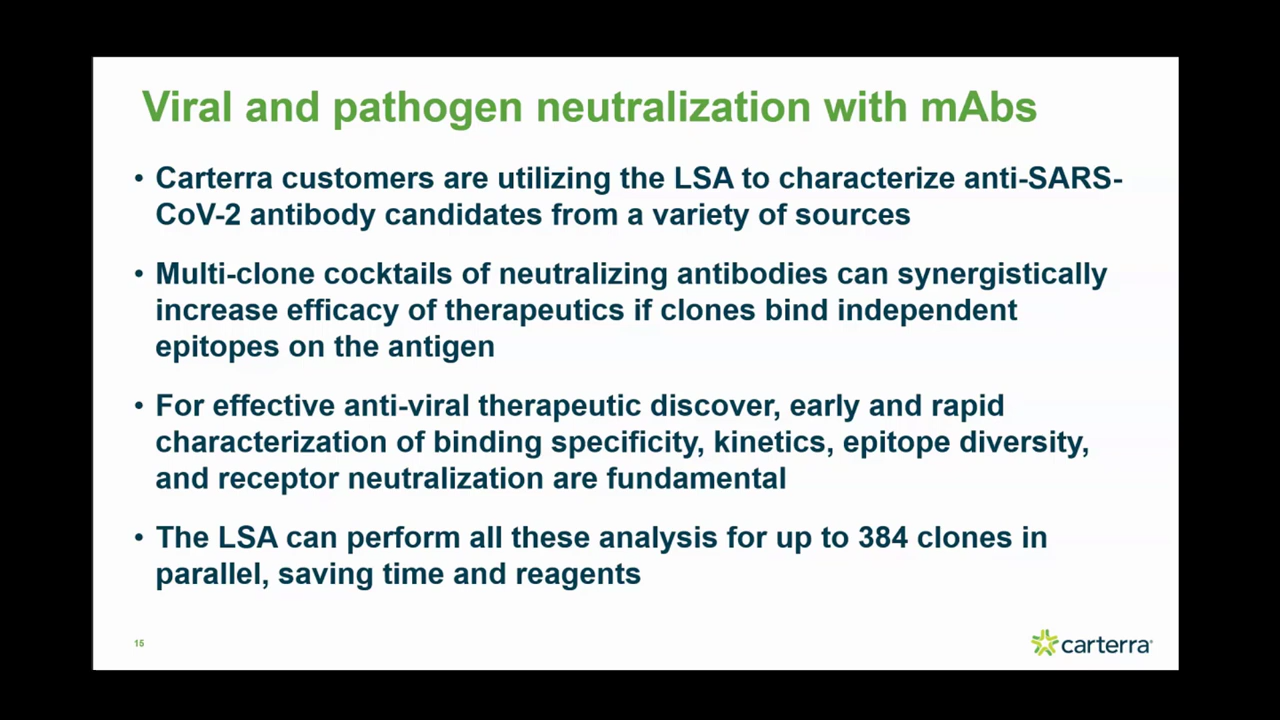 Viral and pathogen neutralization with mAbs
• Carterra customers are utilizing the LSA to characterize anti-SARS-
CoV-2 antibody candidates from a variety of sources
• Multi-clone cocktails of neutralizing antibodies can synergistically
increase efficacy of therapeutics if clones bind independent
epitopes on the antigen
• For effective anti-viral therapeutic discover, early and rapid
characterization of binding specificity, kinetics, epitope diversity,
and receptor neutralization are fundamental
• The LSA can perform all these analysis for up to 384 clones in
parallel, saving time and reagents
15
carterra®